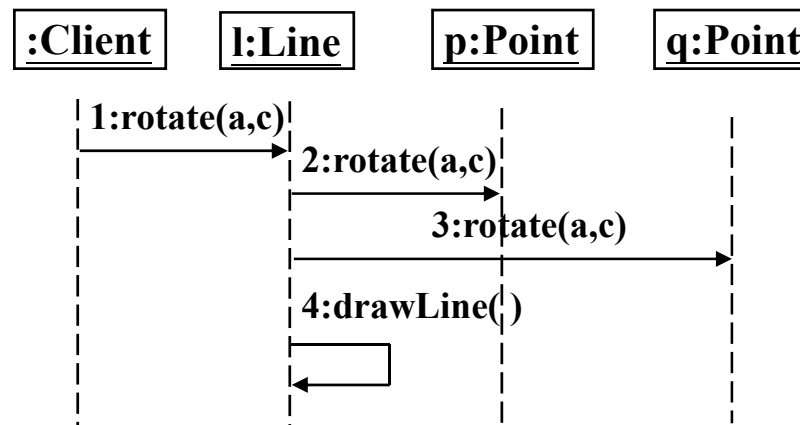 :Client
l:Line
p:Point
q:Point
1:rotate(a,c)
2:rotate(a,c)
3:rotate(a,c)
4:drawLine( )